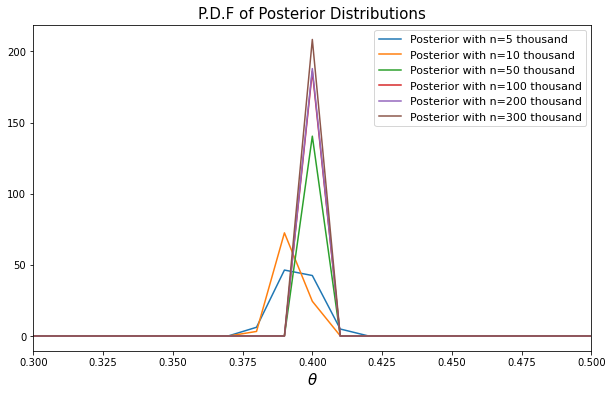 P.D.F of Posterior Distributions
Posterior with n=5 thousand
Posterior with n=10 thousand
Posterior with n=50 thousand
Posterior with n=100 thousand
Posterior with n=200 thousand
Posterior with n=300 thousand
200
150
100
50
0
0.300 0.325 0.350 0.375 0.400 0.425 0.450 0.475 0.500
θ